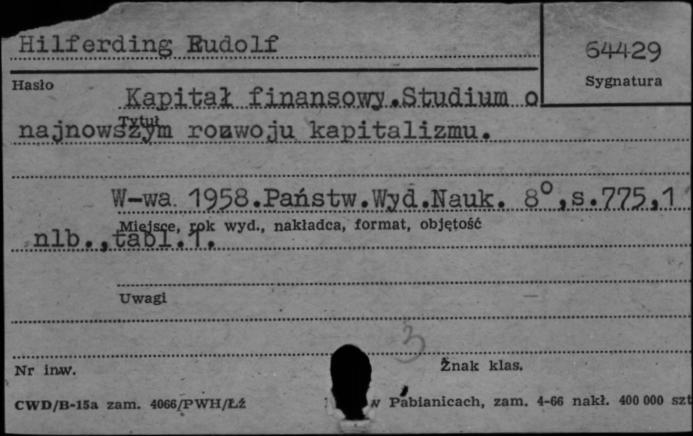 Hilferding Rudolf
64429
Hasło
Sygnatura
Kapitał finansowy.Studium o
Tytuł
najnowszym rozwoju kapitalizmu.
W-wa. 1958.Państw.Wyd.Nauk. 8°,s.775,1
Miejsce, rok wyd., nakładca, format, objętość
nlb.,tabl.1.
Uwagi
3
Nr inw.
Znak klas.
CWD/B-15a zam. 4066/PWH/Łź w Pabianicach, zam. 4-66 nakł. 400 000 szt